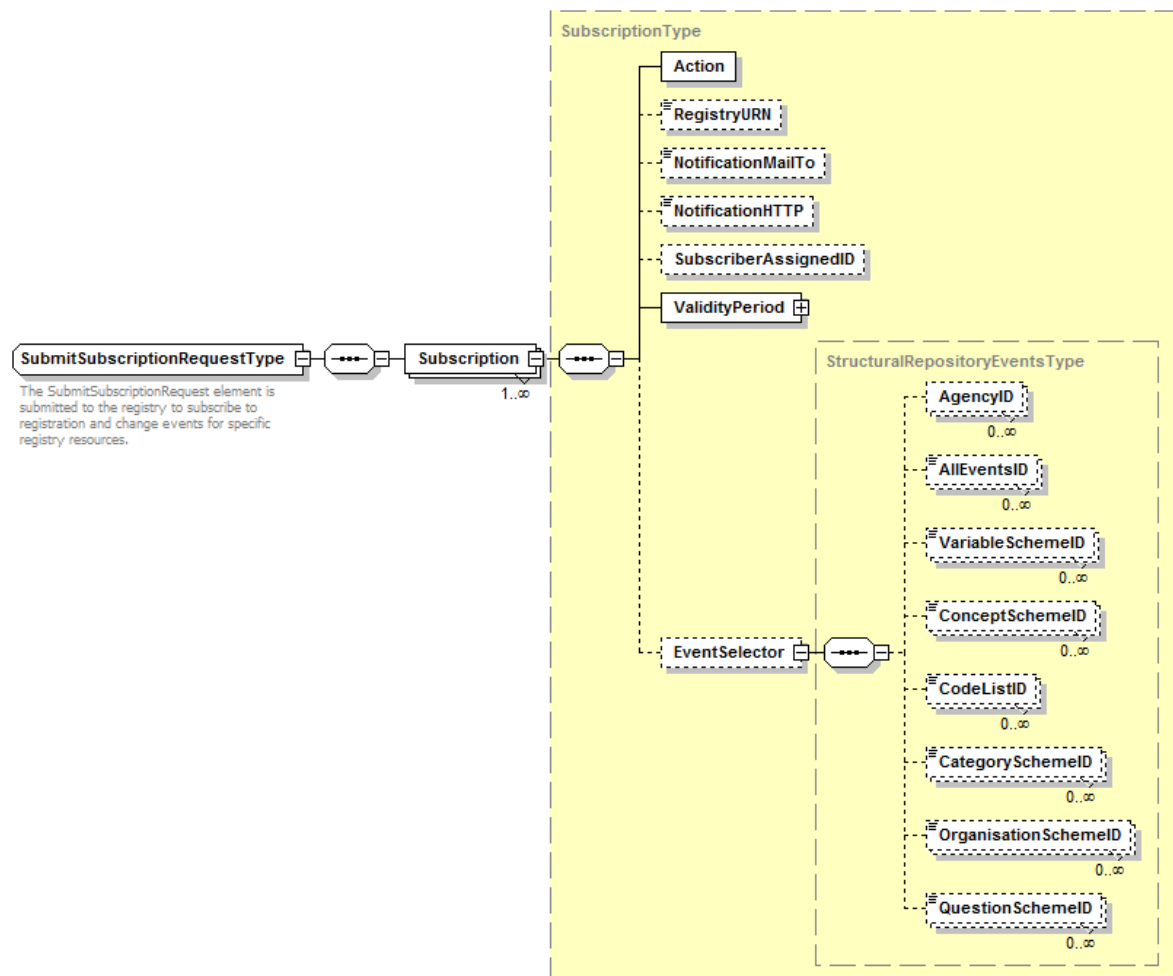 SubscriptionType
Action
RegistryURN
NotificationMailTo
NotificationHTTP
SubscriberAssignedID
ValidityPeriod
SubmitSubscriptionRequestType
The SubmitSubscriptionRequest element is
submitted to the registry to subscribe to
registration and change events for specific
registry resources.
Subscription
1..∞
StructuralRepositoryEventsType
AgencyID
0..∞
AllEventsID
0..∞
VariableSchemeID
0..∞
ConceptSchemeID
0..∞
CodeListID
0..∞
EventSelector
CategorySchemeID
0..∞
OrganisationSchemeID
0..∞
QuestionSchemeID
0..∞